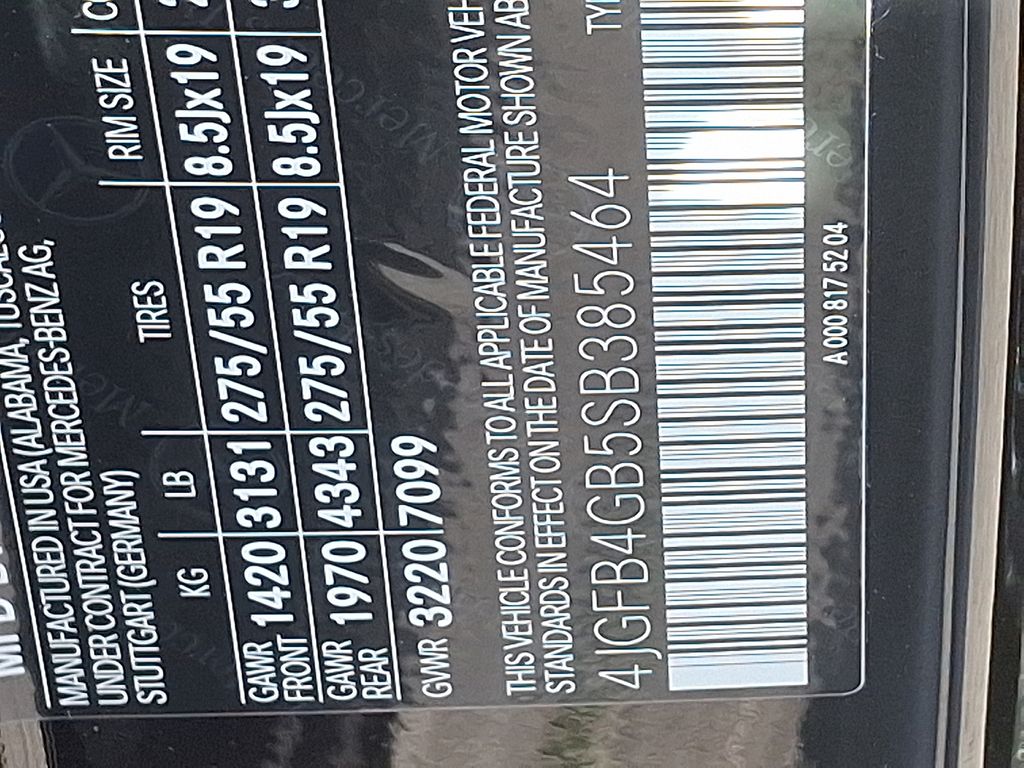 MANUFACTURED IN USA (ALABAMA,
UNDER CONTRACT FOR MERCEDES-BENZ AG,
STUTTGART (GERMANY)
KG LB TIRES RIM SIZE
GAWR FRONT 1420 3131 275/55 R19 8.5Jx19
GAWR REAR 1970 4343 275/55 R19 8.5Jx19
GVWR 3220 7099
THIS VEHICLE CONFORMS TO ALL APPLICABLE FEDERAL MOTOR VEH
STANDARDS IN EFFECT ON THE DATE OF MANUFACTURE SHOWN AB
4JGFB4GB5SB385464
A 000 817 52 04